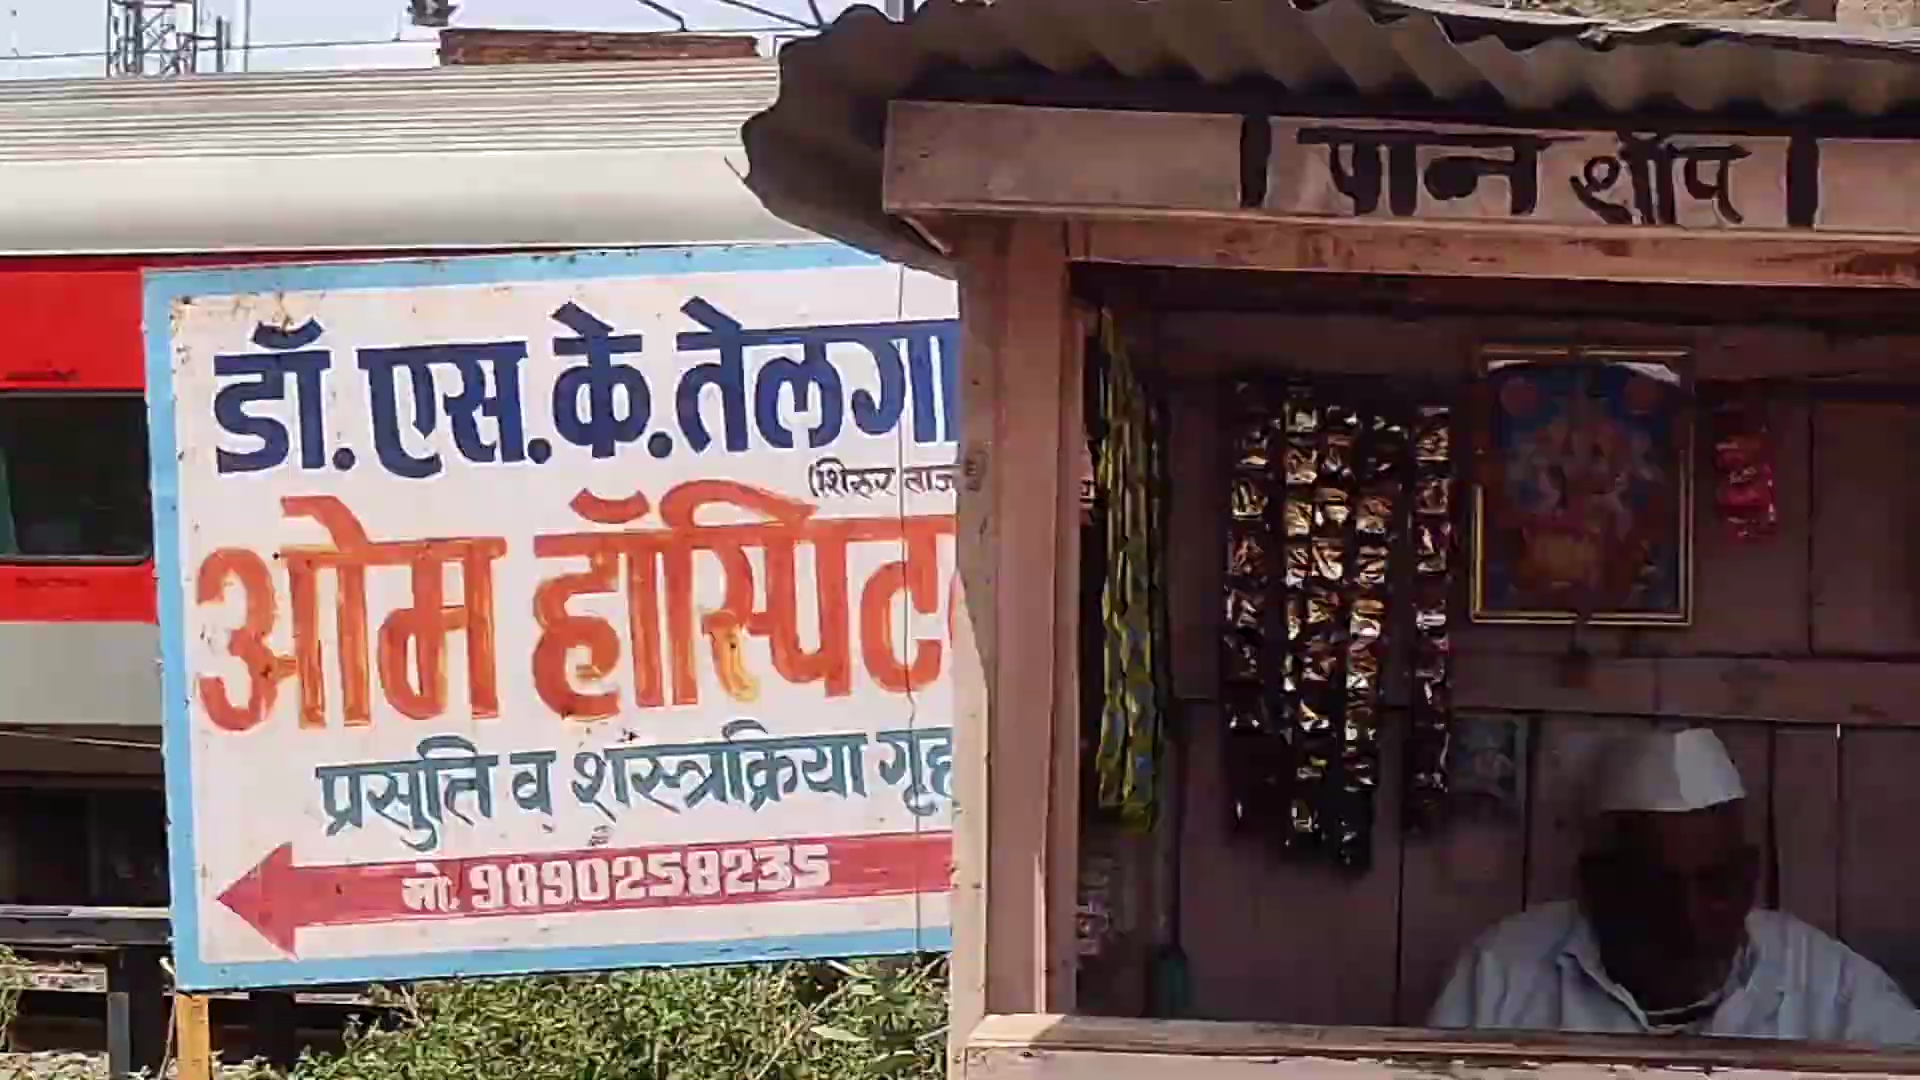 पान्न शॉप
डॉ. एस. के. तेलगा
(शिरुर ताज
ओम हॉस्पिट
प्रसुति व शस्त्रक्रिया गृह
मो. 9890258235